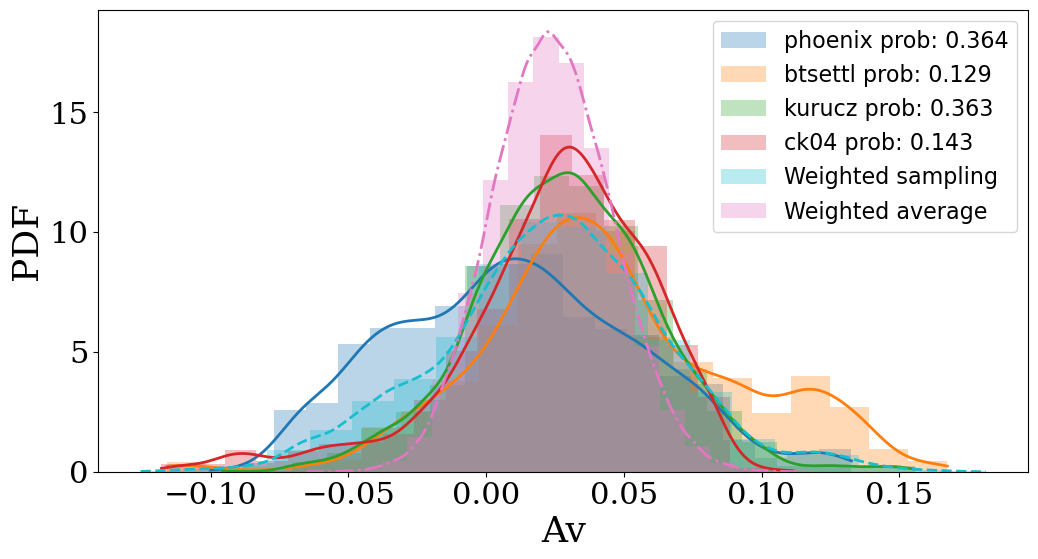 PDF
15
10
5
0
phoenix prob: 0.364
btsettl prob: 0.129
kurucz prob: 0.363
ck04 prob: 0.143
Weighted sampling
Weighted average
−0.10 −0.05 0.00 0.05 0.10 0.15
Av